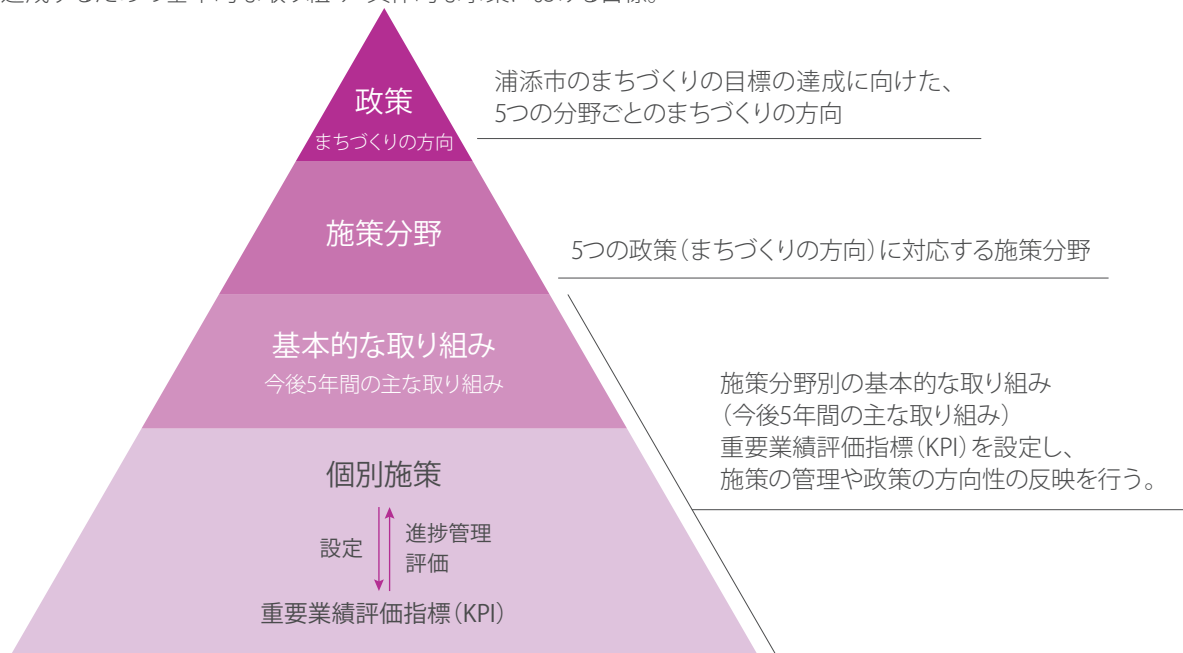 政策
まちづくりの方向
浦添市のまちづくりの目標の達成に向けた、
5つの分野ごとのまちづくりの方向
施策分野
5つの政策（まちづくりの方向）に対応する施策分野
基本的な取り組み
今後5年間の主な取り組み
施策分野別の基本的な取り組み
（今後5年間の主な取り組み）
重要業績評価指標（KPI）を設定し、
施策の管理や政策の方向性の反映を行う。
個別施策
設定
進捗管理
評価
重要業績評価指標（KPI）